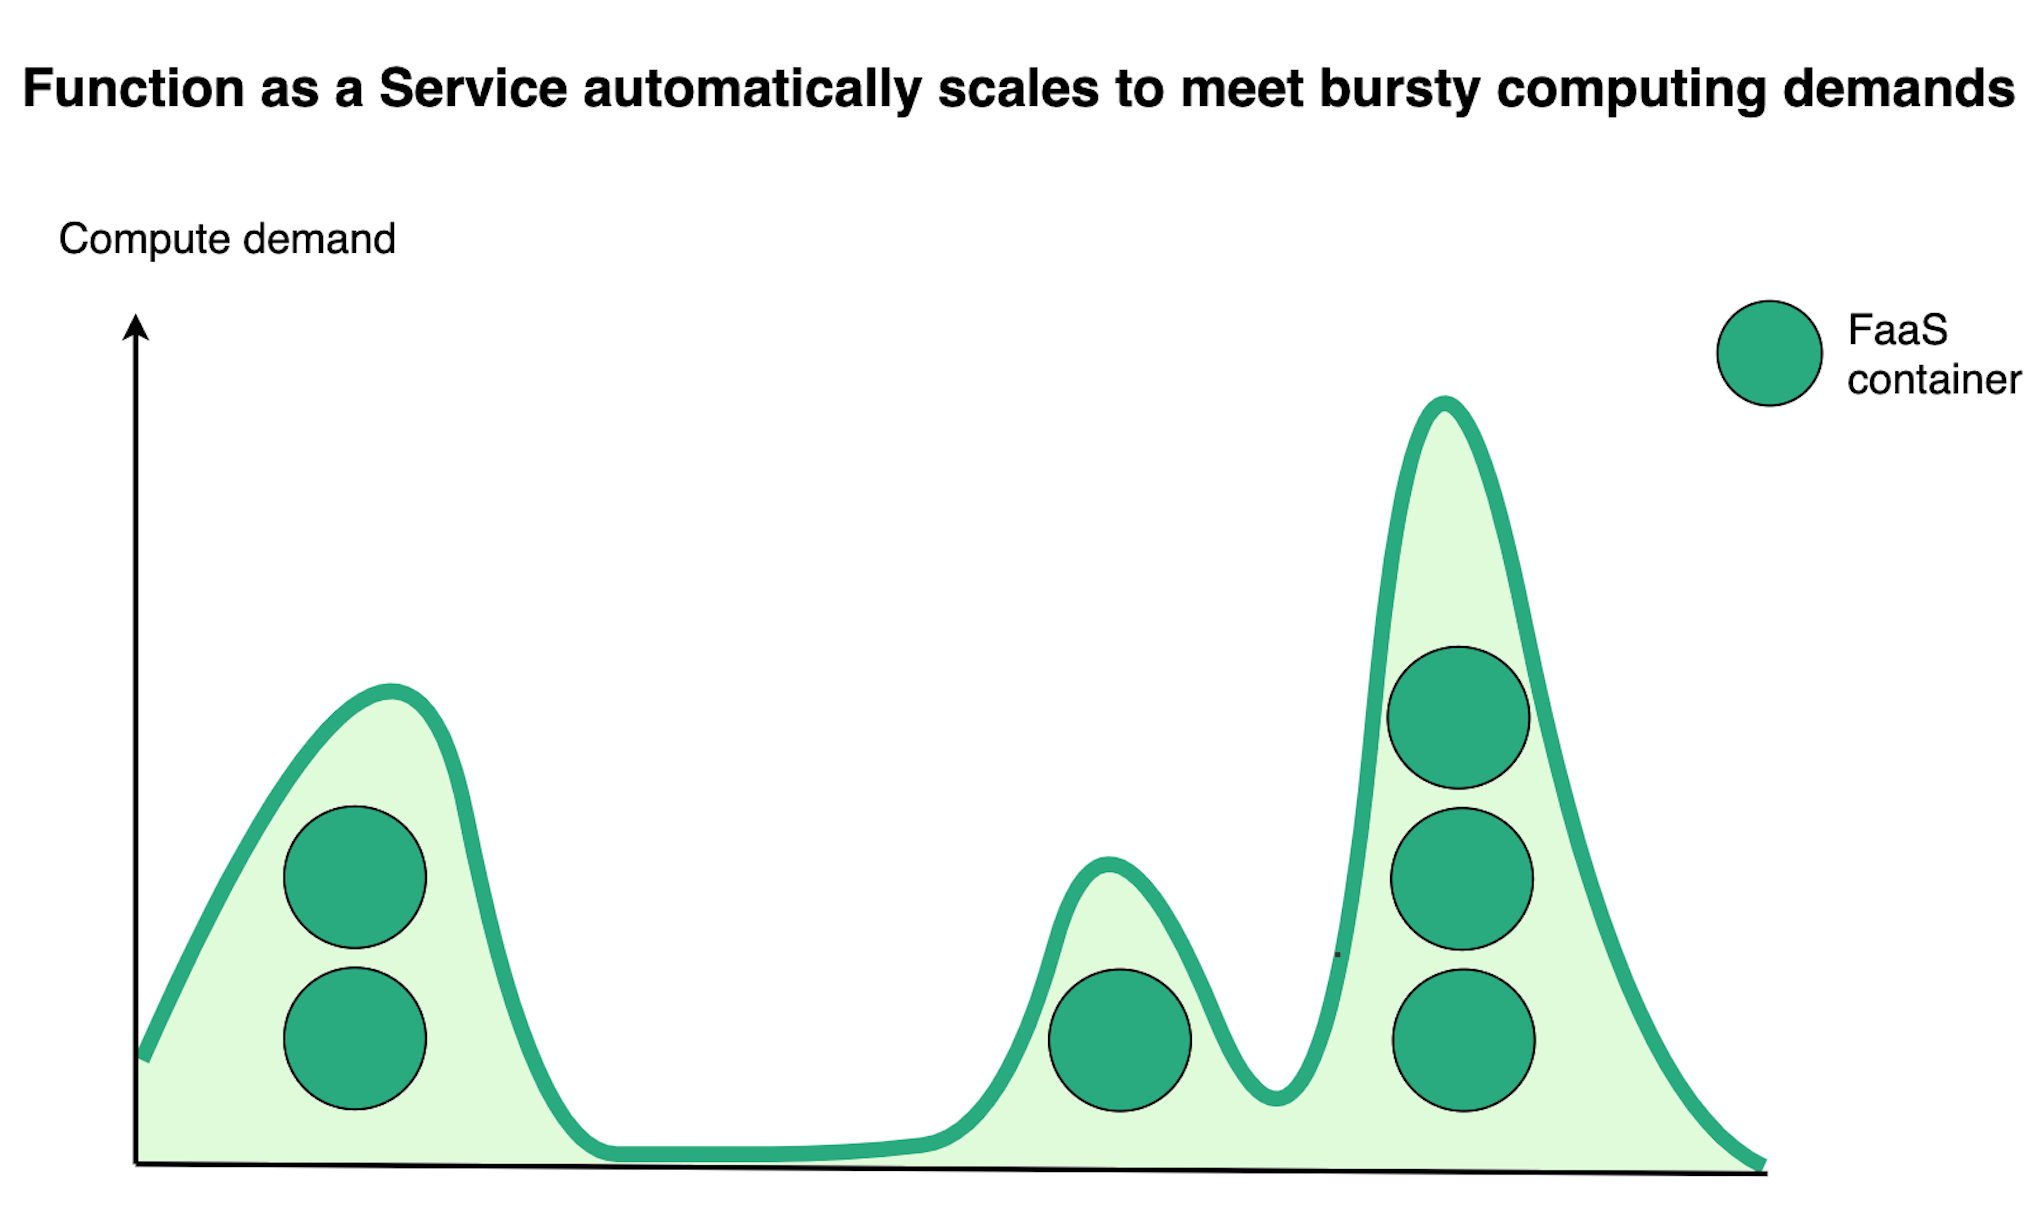 Function as a Service automatically scales to meet bursty computing demands
Compute demand
FaaS
container